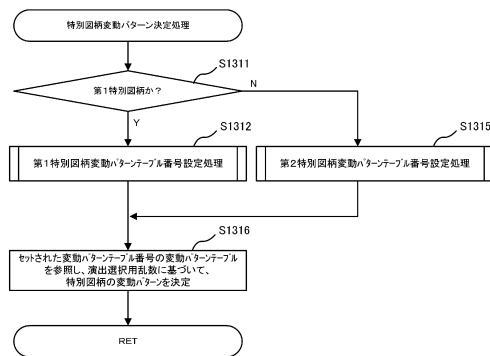 特別図柄変動パターン決定処理
S1311
第1特別図柄か?
N
Y
S1312
第1特別図柄変動パターンテーブル番号設定処理
S1315
第2特別図柄変動パターンテーブル番号設定処理
S1316
セットされた変動パターンテーブル番号の変動パターンテーブル
を参照し、演出選択用乱数に基づいて、
特別図柄の変動パターンを決定
RET